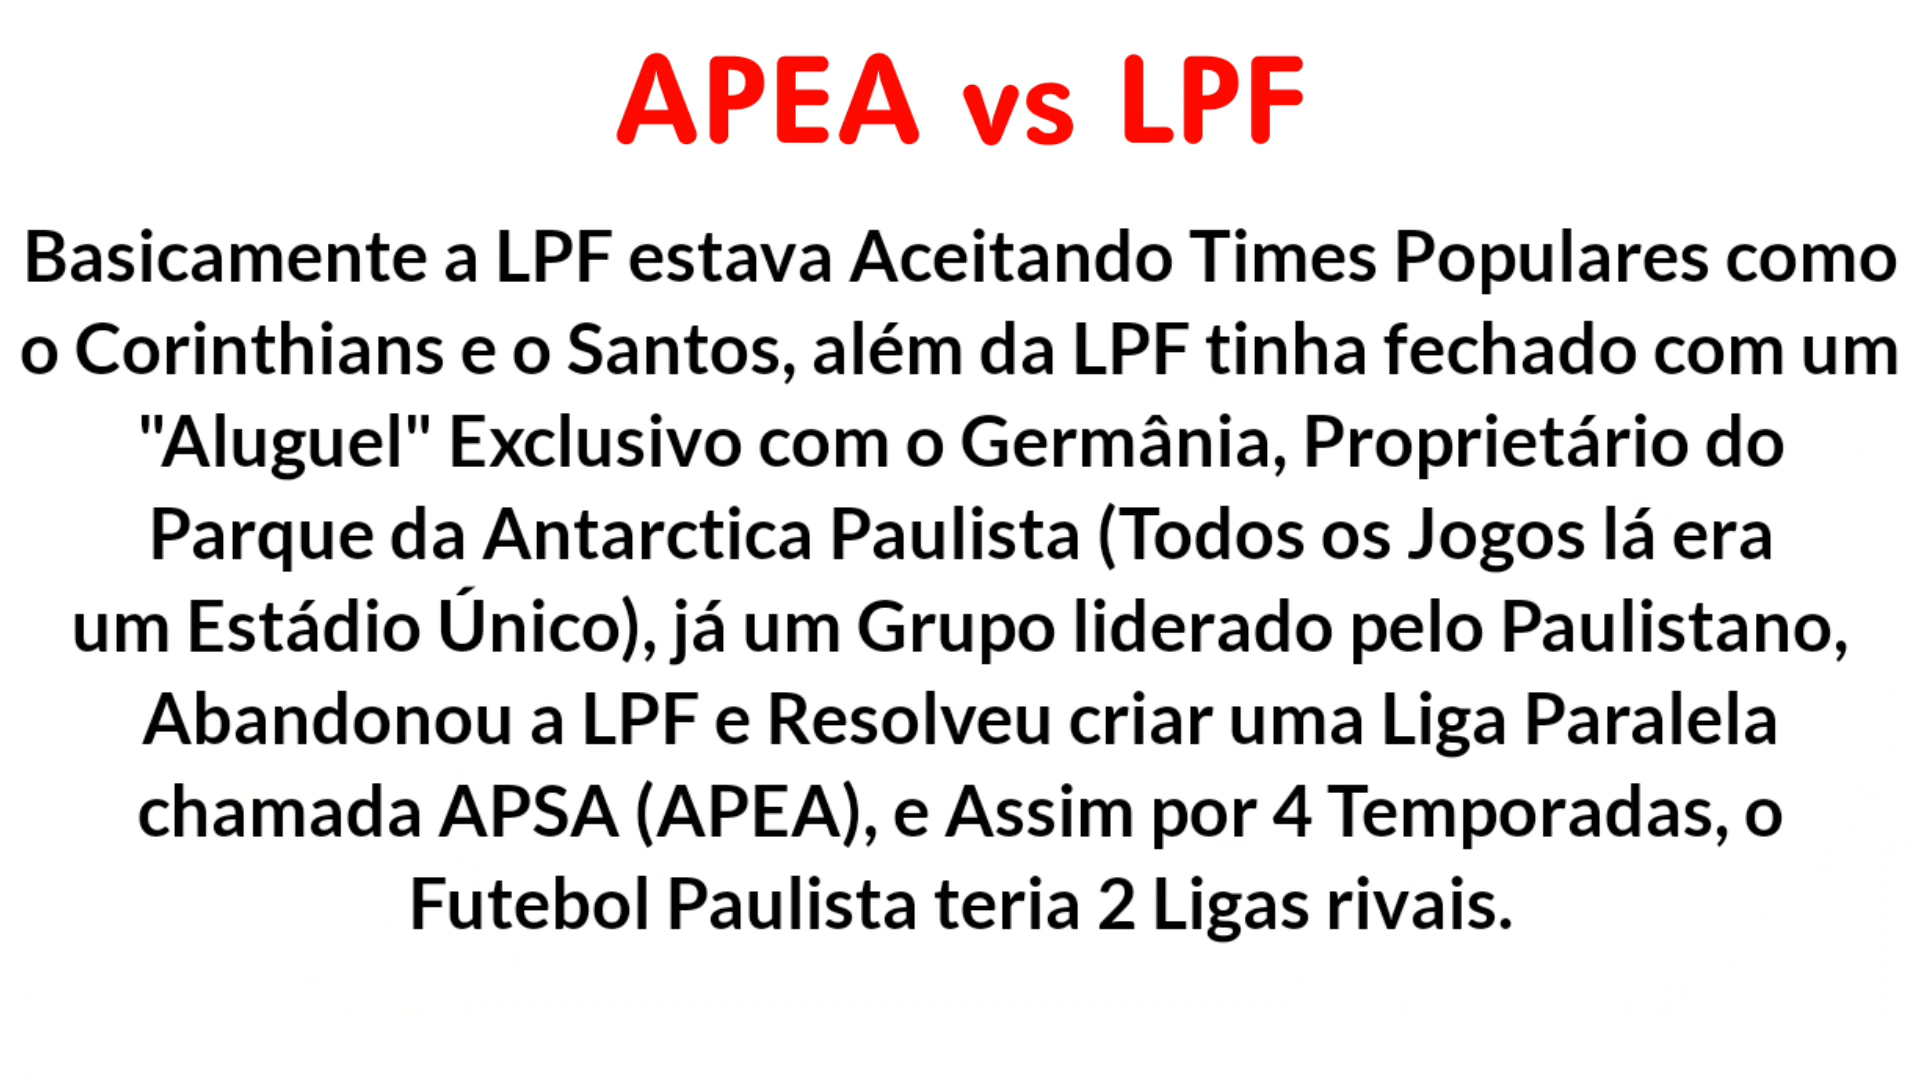 APEA vs LPF
Basicamente a LPF estava Aceitando Times Populares como
o Corinthians e o Santos, além da LPF tinha fechado com um
"Aluguel" Exclusivo com o Germânia, Proprietário do
Parque da Antarctica Paulista (Todos os Jogos lá era
um Estádio Único), já um Grupo liderado pelo Paulistano,
Abandonou a LPF e Resolveu criar uma Liga Paralela
chamada APSA (APEA), e Assim por 4 Temporadas, o
Futebol Paulista teria 2 Ligas rivais.